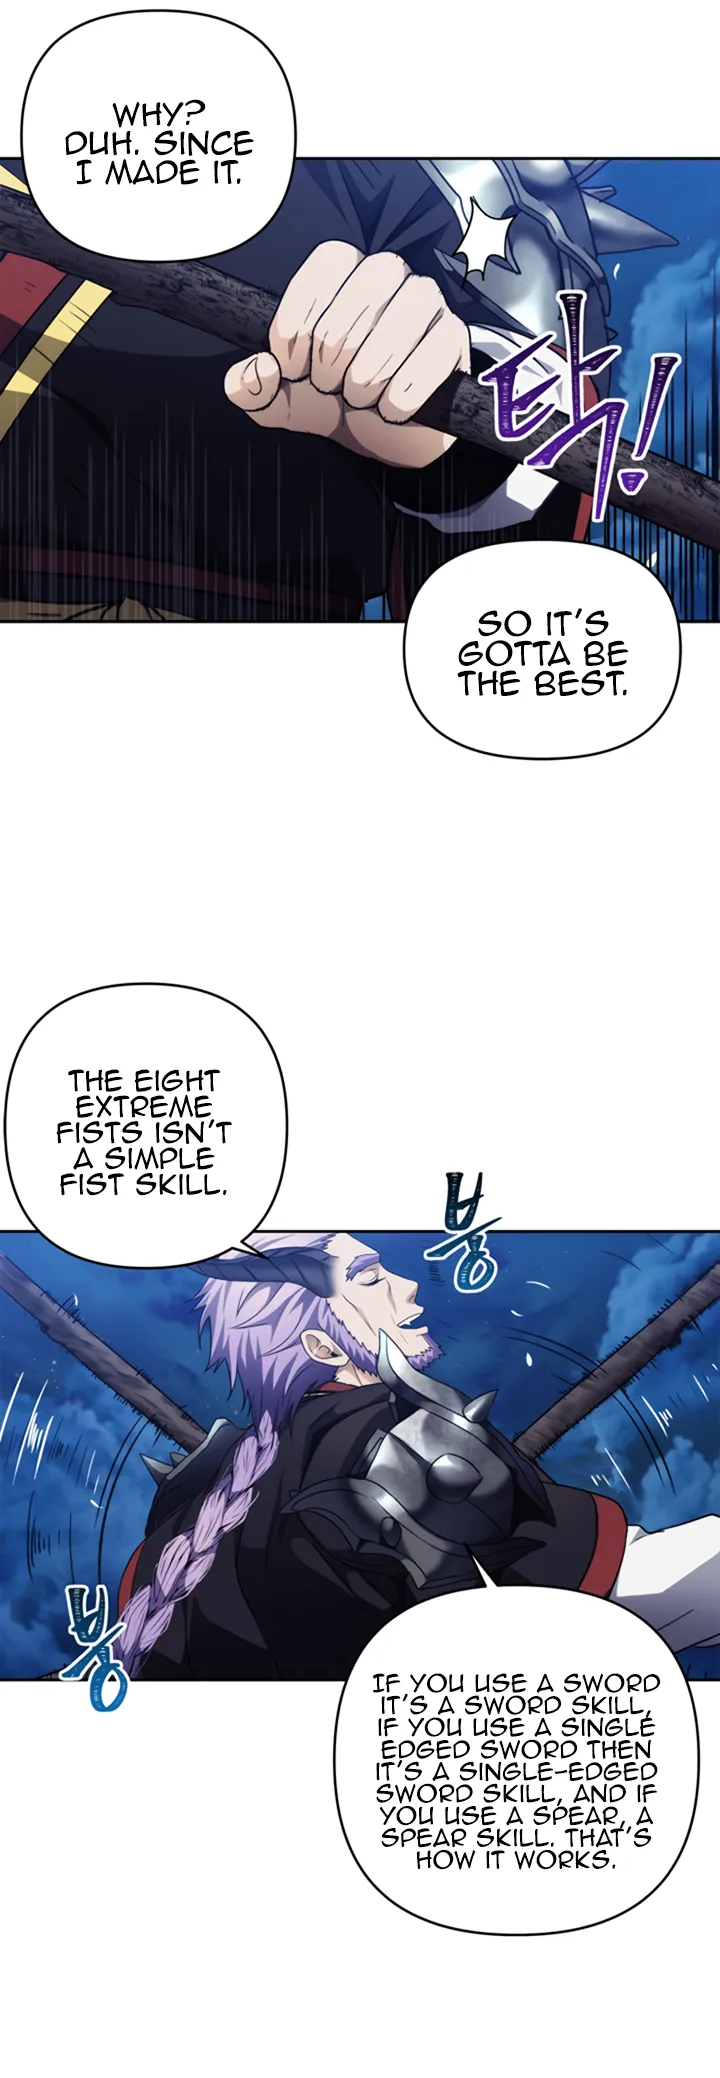 WHY?
DUH. SINCE
I MADE IT.
탁!
SO IT'S
GOTTA BE
THE BEST.
THE EIGHT
EXTREME
FISTS ISN'T
A SIMPLE
FIST SKILL.
붕
붕
IF YOU USE A SWORD
IT'S A SWORD SKILL,
IF YOU USE A SINGLE
EDGED SWORD THEN
IT'S A SINGLE-EDGED
SWORD SKILL, AND IF
YOU USE A SPEAR, A
SPEAR SKILL. THAT'S
HOW IT WORKS.